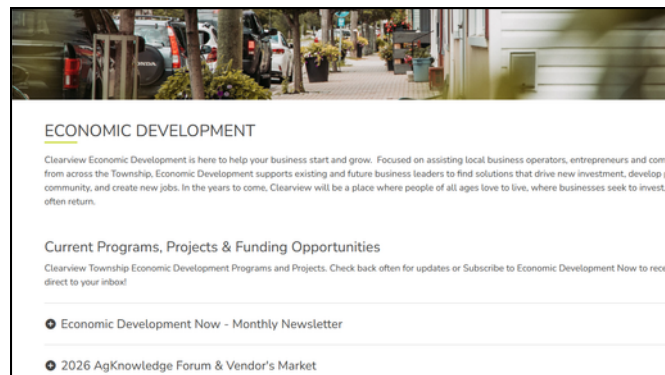 HONDA
ECONOMIC DEVELOPMENT
Clearview Economic Development is here to help your business start and grow. Focused on assisting local business operators, entrepreneurs and com
from across the Township, Economic Development supports existing and future business leaders to find solutions that drive new investment, develop
community, and create new jobs. In the years to come, Clearview will be a place where people of all ages love to live, where businesses seek to invest,
often return.
Current Programs, Projects & Funding Opportunities
Clearview Township Economic Development Programs and Projects. Check back often for updates or Subscribe to Economic Development Now to rece
direct to your inbox!
Economic Development Now - Monthly Newsletter
2026 AgKnowledge Forum & Vendor's Market